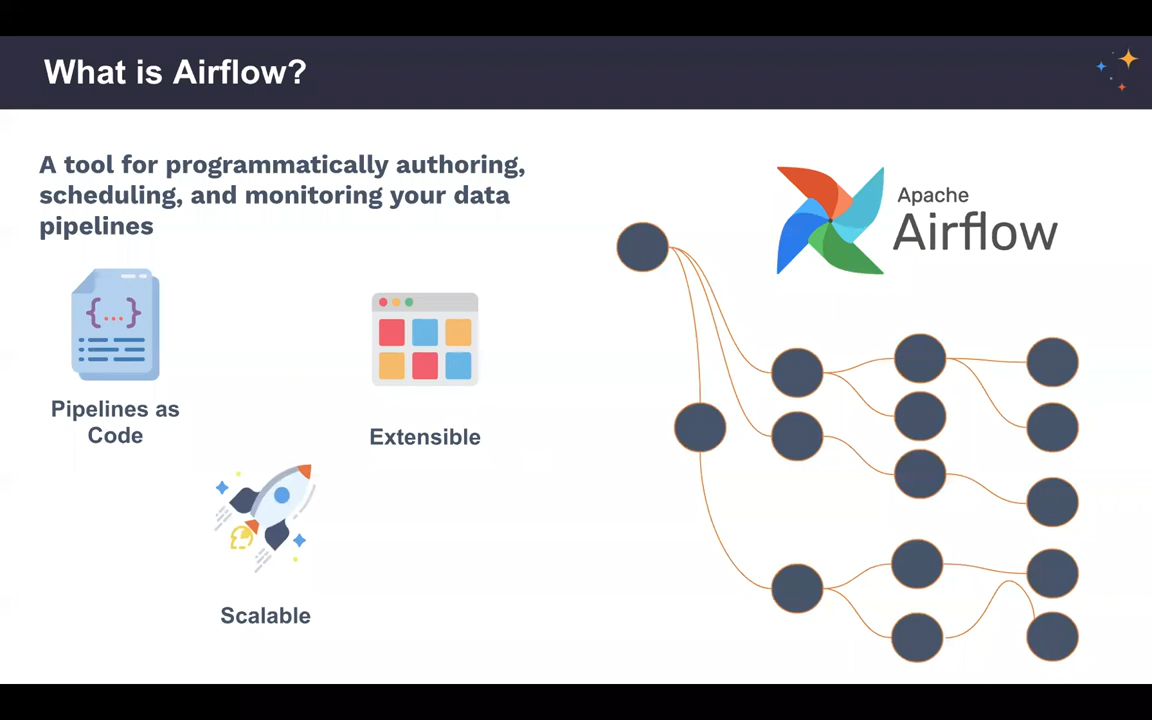 What is Airflow?
A tool for programmatically authoring,
scheduling, and monitoring your data
pipelines
Apache
Airflow
{...}
Pipelines as
Code
Extensible
Scalable